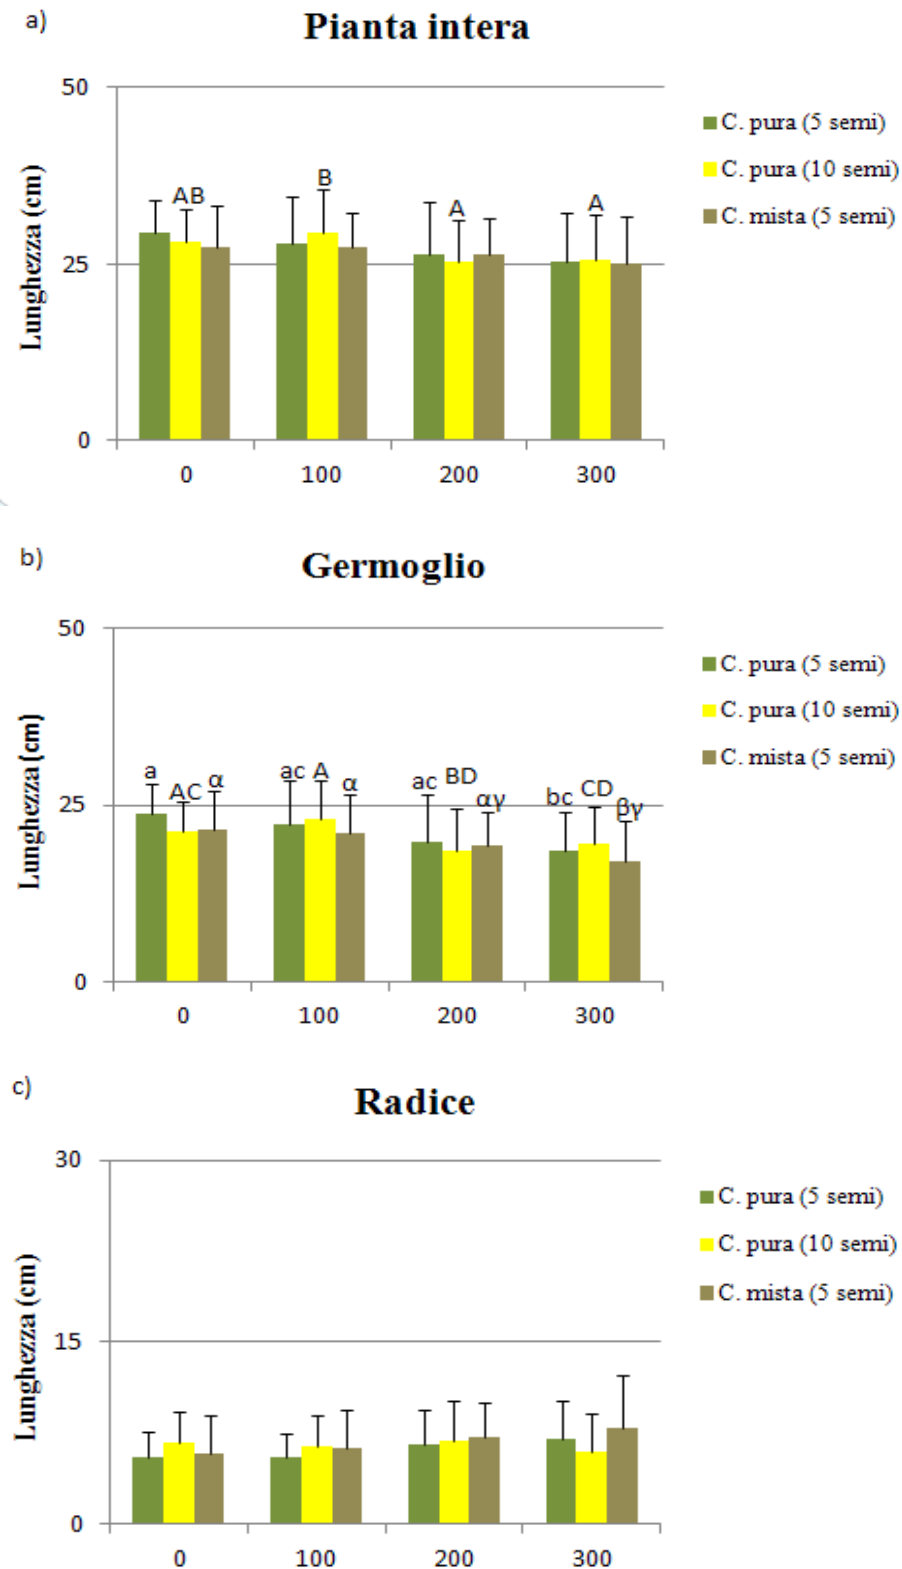 a)
Pianta intera
Lunghezza (cm)
50
25
0
AB
B
A
A
0 100 200 300
C. pura (5 semi)
C. pura (10 semi)
C. mista (5 semi)
b)
Germoglio
Lunghezza (cm)
50
25
0
a AC α ac A α ac BD αγ bc CD βγ
0 100 200 300
C. pura (5 semi)
C. pura (10 semi)
C. mista (5 semi)
c)
Radice
Lunghezza (cm)
30
15
0
0 100 200 300
C. pura (5 semi)
C. pura (10 semi)
C. mista (5 semi)